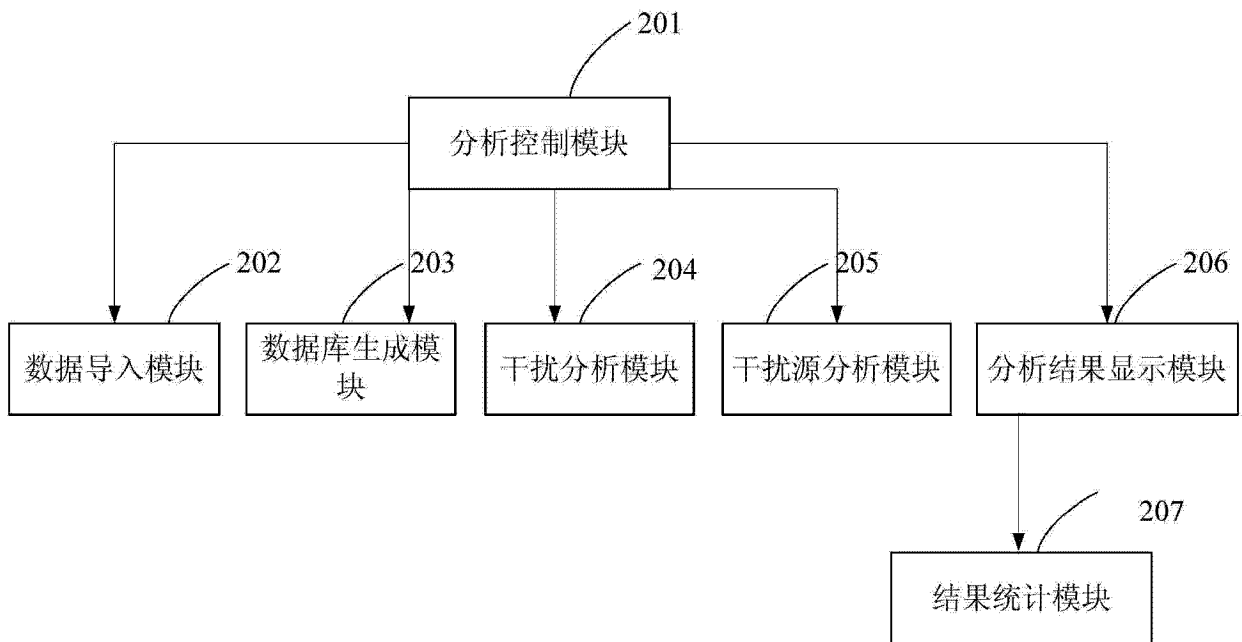 201
分析控制模块
202
203
204
205
206
数据导入模块
数据库生成模
块
干扰分析模块
干扰源分析模块
分析结果显示模块
207
结果统计模块